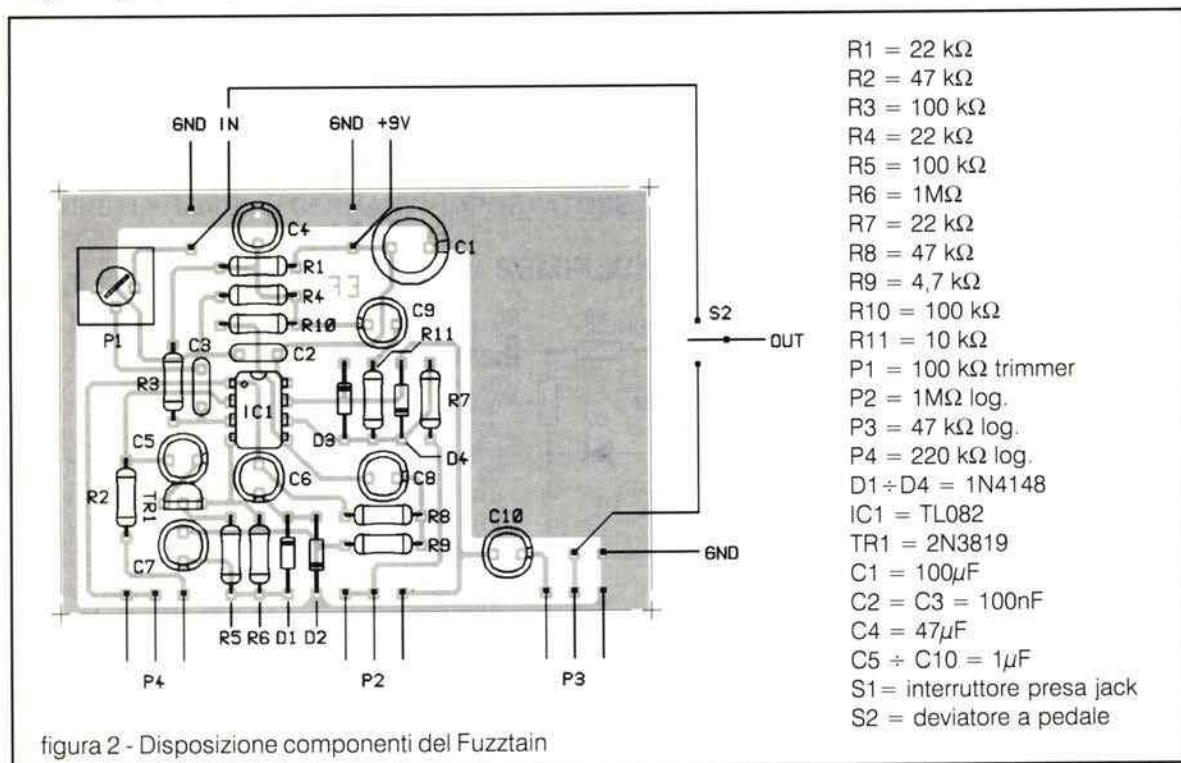 GND IN
GND +9V
C4
C1
R1
R4
C9
R10
R11
P1
C2
C3
S2
OUT
R3
IC1
R7
D3
D4
C5
C6
C8
R2
TR1
R8
C10
R9
C7
GND
R5 R6 D1 D2
P4
P2
P3
R1 = 22 kΩ
R2 = 47 kΩ
R3 = 100 kΩ
R4 = 22 kΩ
R5 = 100 kΩ
R6 = 1MΩ
R7 = 22 kΩ
R8 = 47 kΩ
R9 = 4,7 kΩ
R10 = 100 kΩ
R11 = 10 kΩ
P1 = 100 kΩ trimmer
P2 = 1MΩ log.
P3 = 47 kΩ log.
P4 = 220 kΩ log.
D1 ÷ D4 = 1N4148
IC1 = TL082
TR1 = 2N3819
C1 = 100µF
C2 = C3 = 100nF
C4 = 47µF
C5 ÷ C10 = 1µF
S1 = interruttore presa jack
S2 = deviatore a pedale
figura 2 - Disposizione componenti del Fuzztain